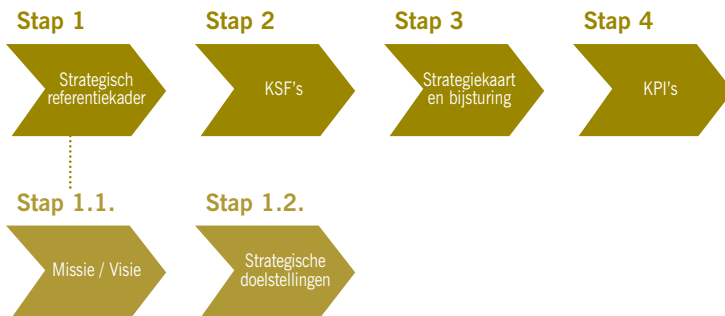 Stap 1
Stap 2
Stap 3
Stap 4
Strategisch
referentiekader
KSF's
Strategiekaart
en bijsturing
KPI's
Stap 1.1.
Stap 1.2.
Missie / Visie
Strategische
doelstellingen